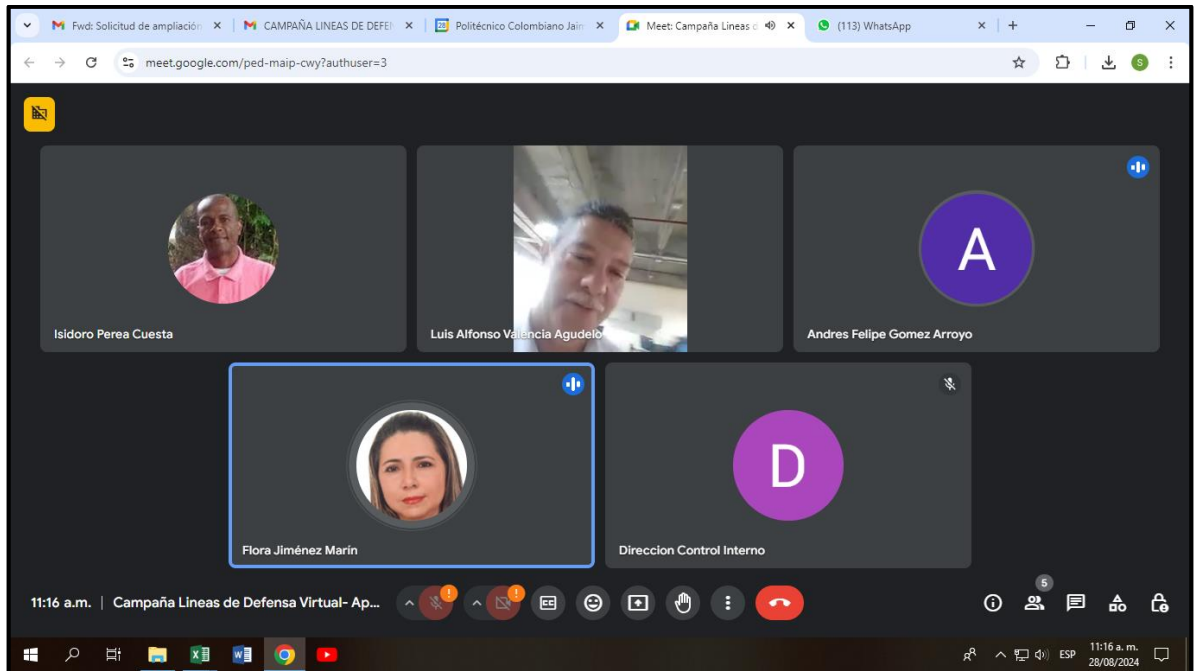 Fwd: Solicitud de ampliación
CAMPAÑA LINEAS DE DEFEN
28
Politécnico Colombiano Jaim
Meet: Campaña Lineas d
(113) WhatsApp
meet.google.com/ped-maip-cwy?authuser=3
S
Isidoro Perea Cuesta
Luis Alfonso Valencia Agudelo
A
Andres Felipe Gomez Arroyo
Flora Jiménez Marín
D
Direccion Control Interno
11:16 a.m. | Campaña Lineas de Defensa Virtual- Ap...
CC
5
ESP
11:16 a. m.
28/08/2024